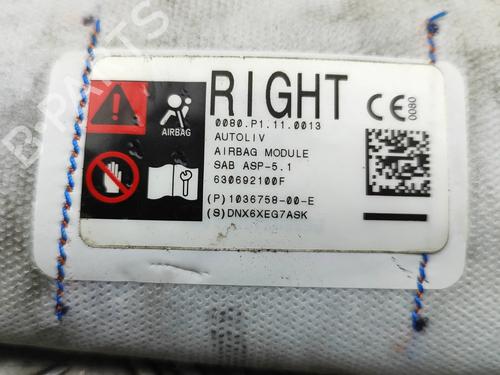 RIGHT
0080.P1.11.0013
AUTOLIV
AIRBAG MODULE
SAB ASP-5.1
630692100F
(P)1036758-00-E
(S)DNX6XEG7ASK
AIRBAG
CE
0080
B-PARTS